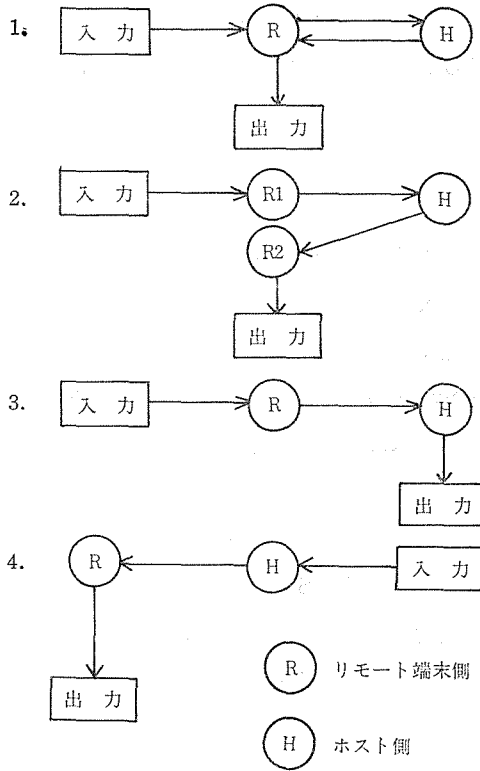 1.
入 力
R
H
出 力
2.
入 力
R1
H
R2
出 力
3.
入 力
R
H
出 力
4.
R
H
入 力
出 力
R リモート端末側
H ホスト側